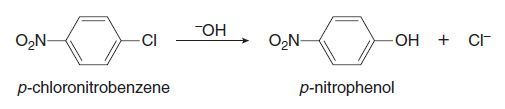 ⁻OH
O₂N Cl O₂N OH + Cl⁻
p-chloronitrobenzene p-nitrophenol